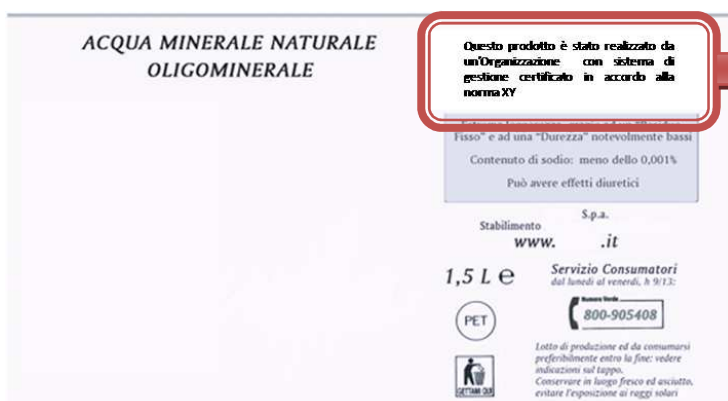 ACQUA MINERALE NATURALE
OLIGOMINERALE
Questo prodotto è stato realizzato da
un'Organizzazione con sistema di
gestione certificato in accordo alla
norma XY
Fisso" e ad una "Durezza" notevolmente bassi
Contenuto di sodio: meno dello 0,001%
Può avere effetti diuretici
S.p.a.
Stabilimento
www. .it
1,5 L e
Servizio Consumatori
dal lunedì al venerdì, h 9/13:
Numero Verde
800-905408
PET
Lotto di produzione ed da consumarsi
preferibilmente entro la fine: vedere
indicazioni sul tappo.
Conservare in luogo fresco ed asciutto,
evitare l'esposizione ai raggi solari
GETTAMI QUI